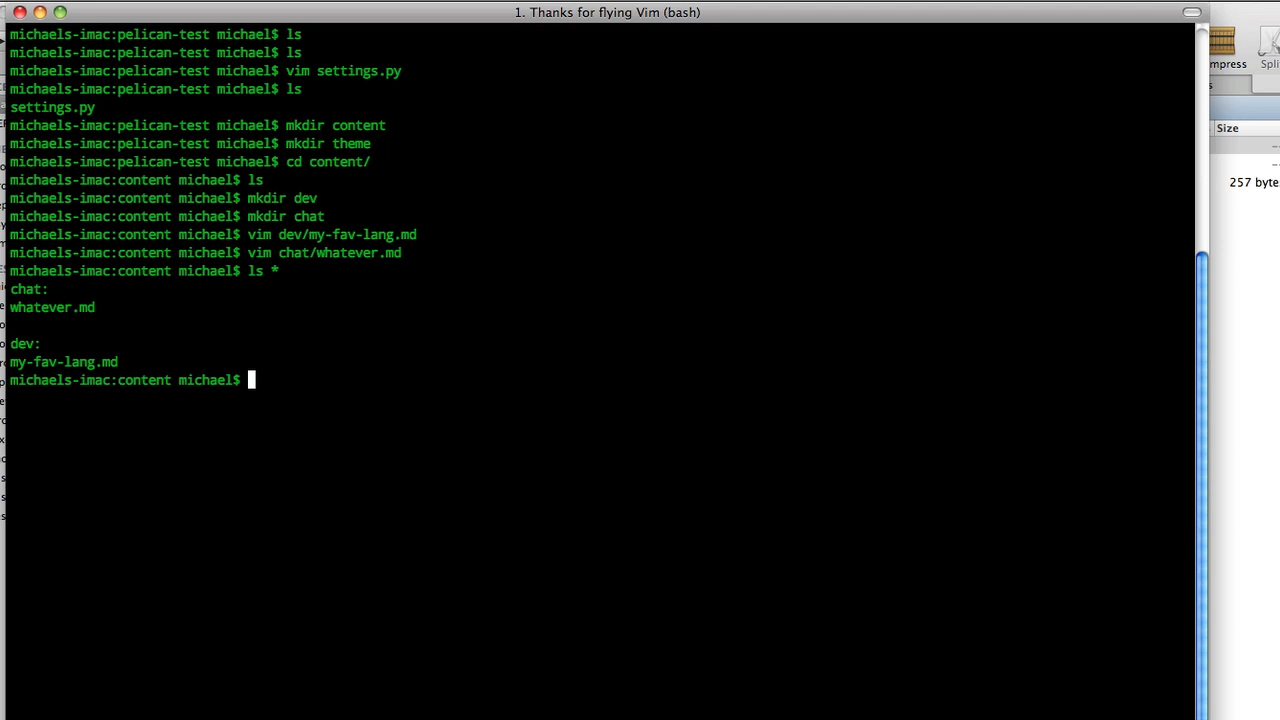 1. Thanks for flying Vim (bash)
michaels-imac:pelican-test michael$ ls
michaels-imac:pelican-test michael$ ls
michaels-imac:pelican-test michael$ vim settings.py
michaels-imac:pelican-test michael$ ls
settings.py
michaels-imac:pelican-test michael$ mkdir content
michaels-imac:pelican-test michael$ mkdir theme
michaels-imac:pelican-test michael$ cd content/
michaels-imac:content michael$ ls
michaels-imac:content michael$ mkdir dev
michaels-imac:content michael$ mkdir chat
michaels-imac:content michael$ vim dev/my-fav-lang.md
michaels-imac:content michael$ vim chat/whatever.md
michaels-imac:content michael$ ls *
chat:
whatever.md
dev:
my-fav-lang.md
michaels-imac:content michael$
mpress
Spli
Size
--
--
257 byte